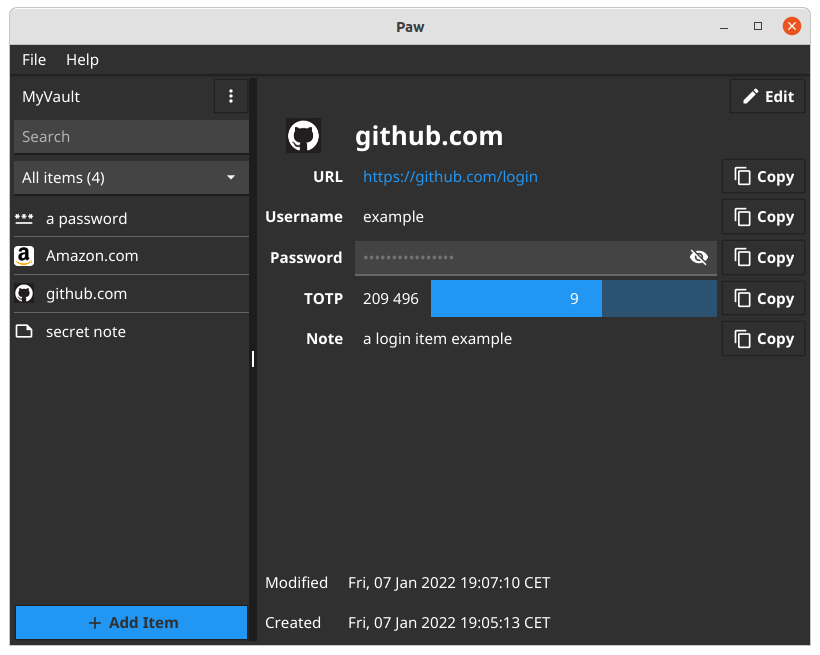 Paw
File Help
MyVault
Search
All items (4)
a password
Amazon.com
github.com
secret note
+ Add Item
Edit
github.com
URL https://github.com/login Copy
Username example Copy
Password •••••••••••••••• Copy
TOTP 209 496 9 Copy
Note a login item example Copy
Modified Fri, 07 Jan 2022 19:07:10 CET
Created Fri, 07 Jan 2022 19:05:13 CET